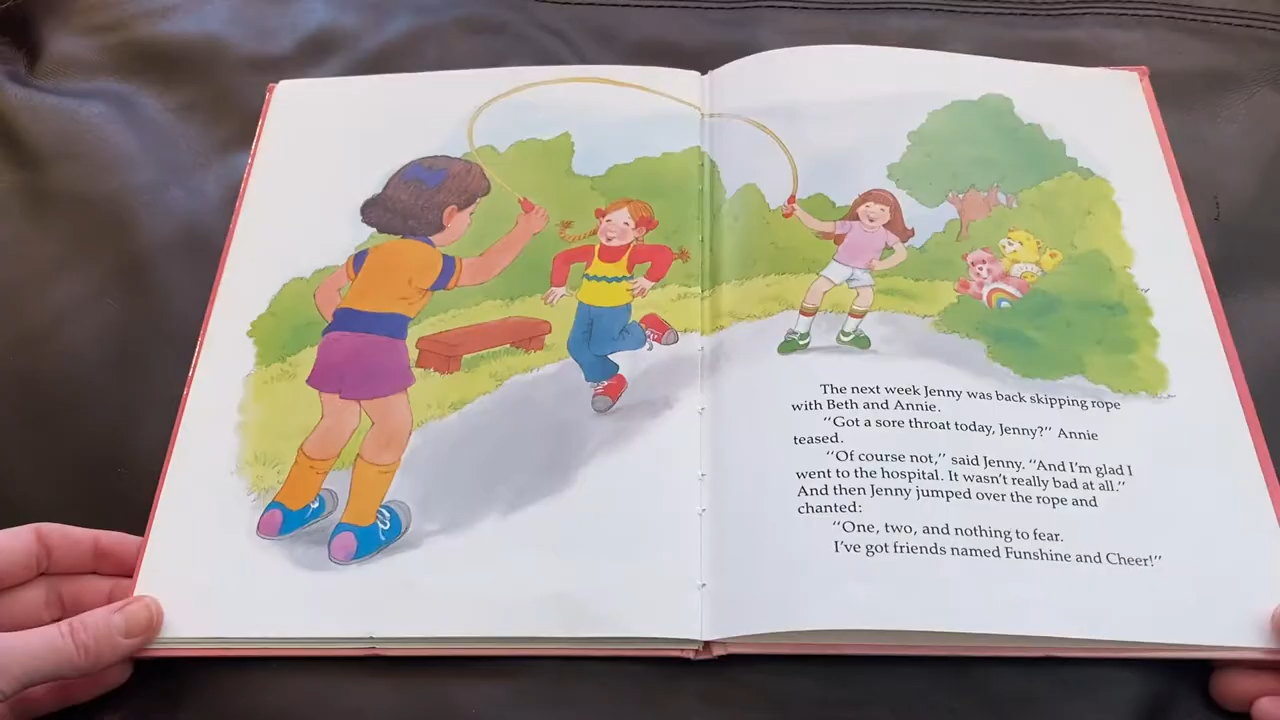 The next week Jenny was back skipping rope
with Beth and Annie.
"Got a sore throat today, Jenny?" Annie
teased.
"Of course not," said Jenny. "And I'm glad I
went to the hospital. It wasn't really bad at all."
And then Jenny jumped over the rope and
chanted:
"One, two, and nothing to fear.
I've got friends named Funshine and Cheer!"